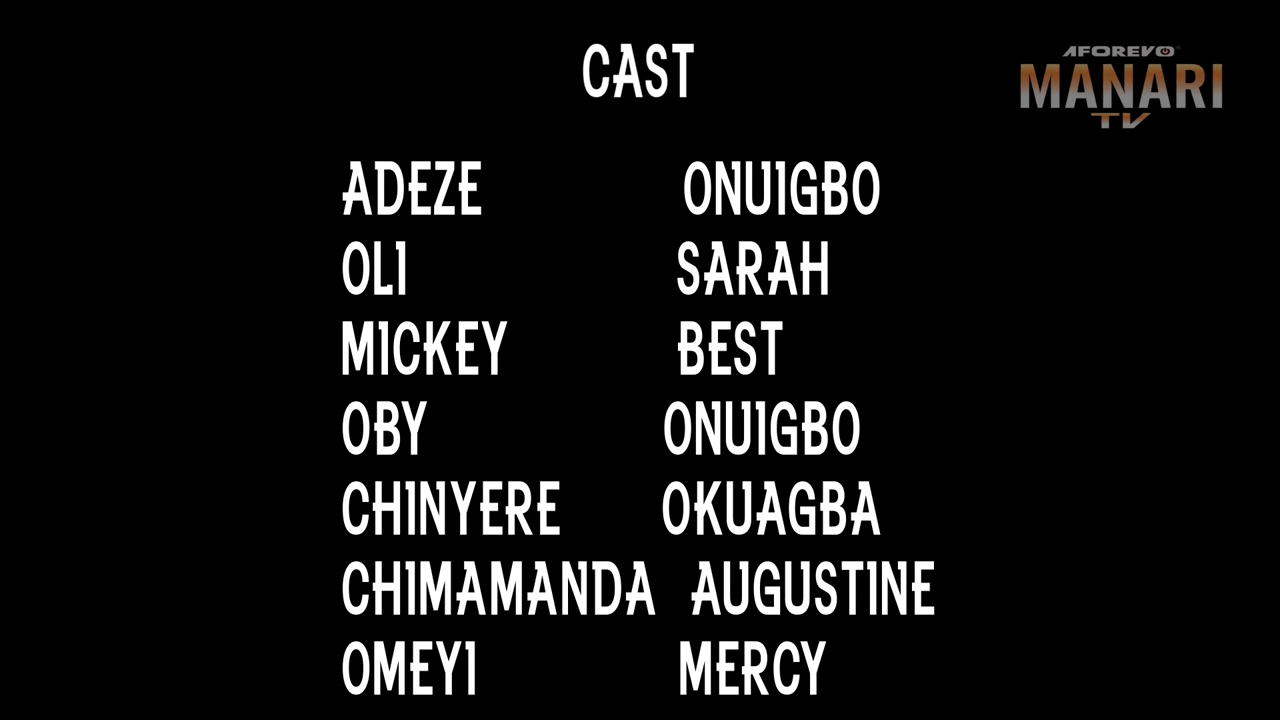 CAST
AFOREVO
MANARI
TV
ADEZE ONUIGBO
OLI SARAH
MICKEY BEST
OBY ONUIGBO
CHINYERE OKUAGBA
CHIMAMANDA AUGUSTINE
OMEYI MERCY